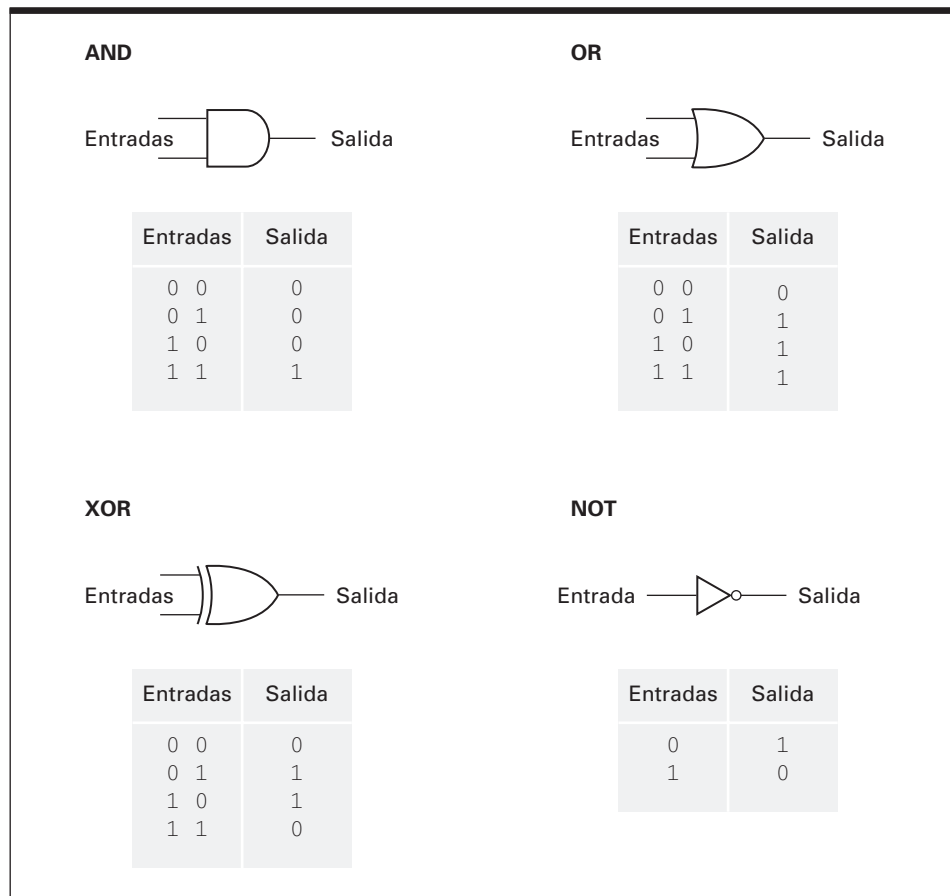 AND
Entradas
Salida
Entradas Salida
0 0 0
0 1 0
1 0 0
1 1 1
OR
Entradas
Salida
Entradas Salida
0 0 0
0 1 1
1 0 1
1 1 1
XOR
Entradas
Salida
Entradas Salida
0 0 0
0 1 1
1 0 1
1 1 0
NOT
Entrada
Salida
Entradas Salida
0 1
1 0